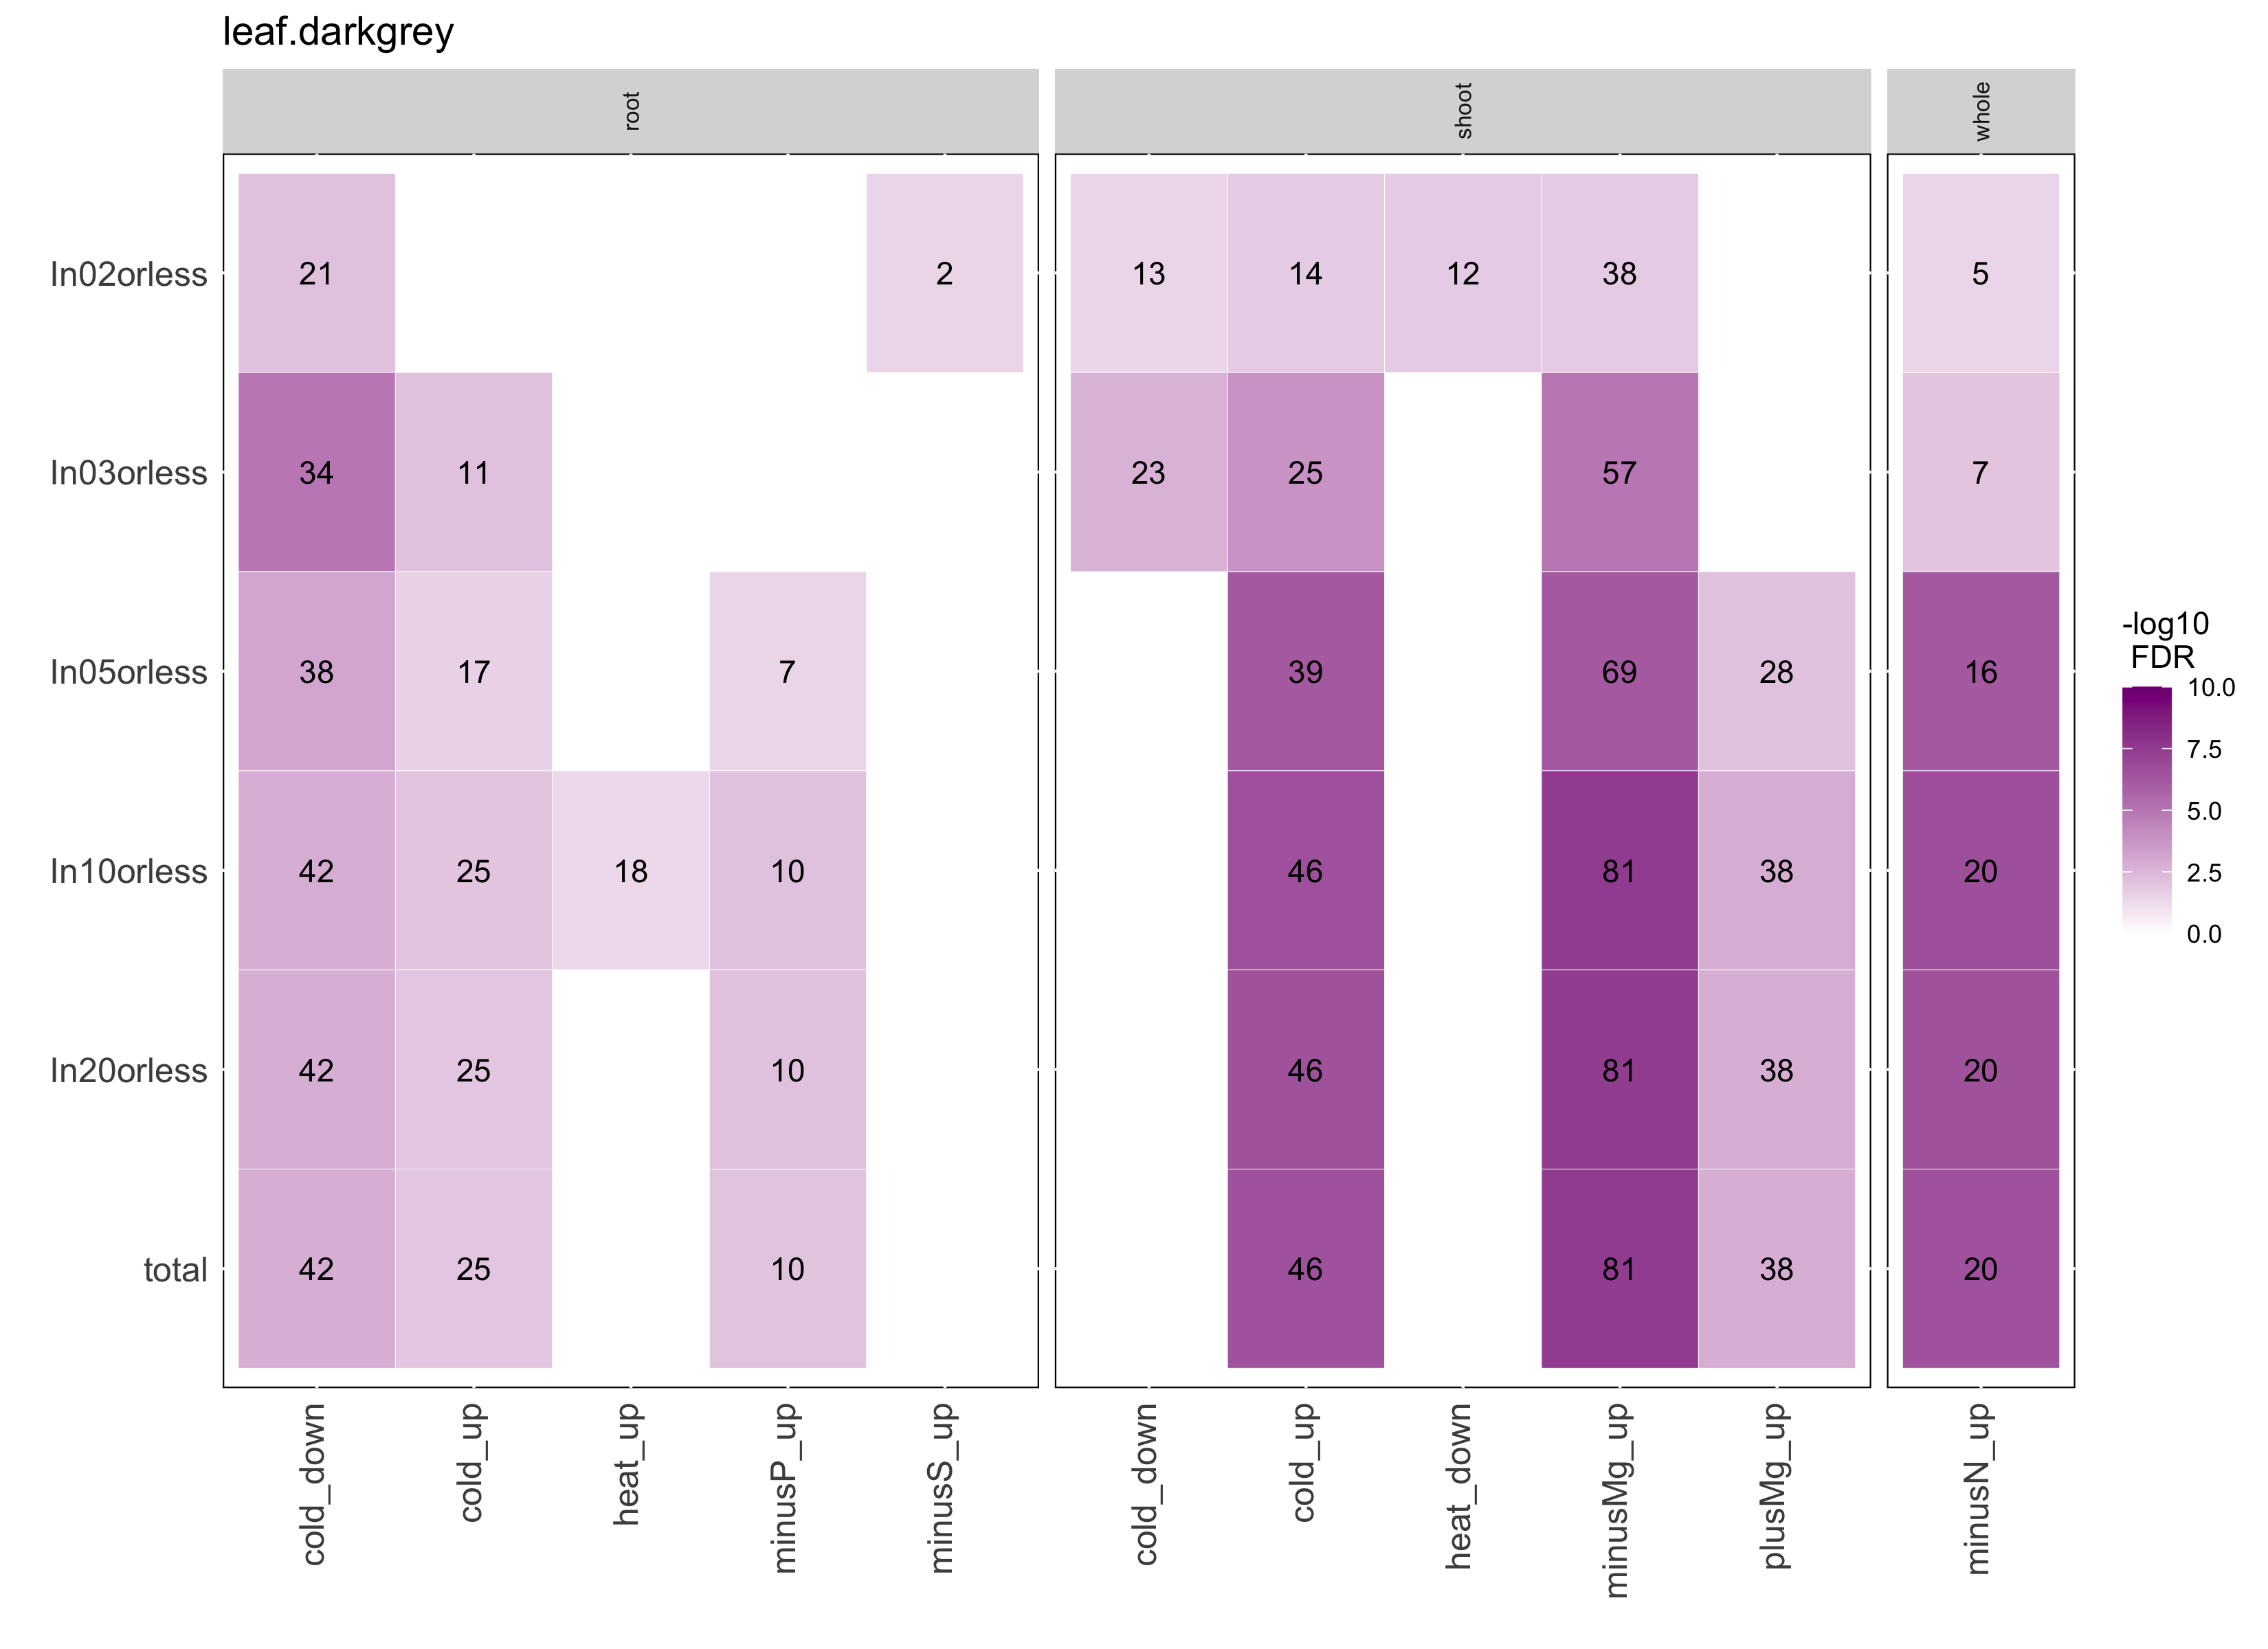 leaf.darkgrey
root shoot whole
In02orless 21 2 13 14 12 38 5
In03orless 34 11 23 25 57 7
In05orless 38 17 7 39 69 28 16
In10orless 42 25 18 10 46 81 38 20
In20orless 42 25 10 46 81 38 20
total 42 25 10 46 81 38 20
cold_down cold_up heat_up minusP_up minusS_up cold_down cold_up heat_down minusMg_up plusMg_up minusN_up
-log10
FDR
10.0
7.5
5.0
2.5
0.0